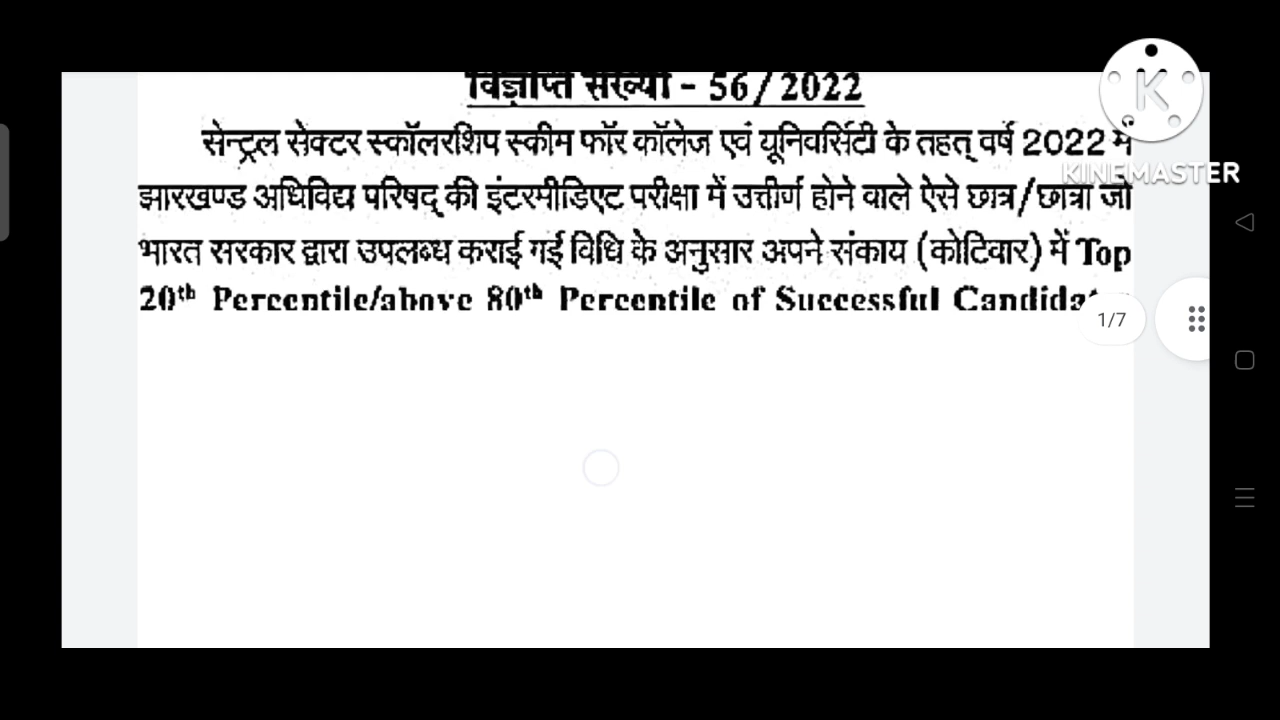 विज्ञप्ति संख्या - 56/2022
सेन्ट्रल सेक्टर स्कॉलरशिप स्कीम फॉर कॉलेज एवं यूनिवर्सिटी के तहत् वर्ष 2022 में
झारखण्ड अधिविद्य परिषद् की इंटरमीडिएट परीक्षा में उत्तीर्ण होने वाले ऐसे छात्र/छात्रा जो
भारत सरकार द्वारा उपलब्ध कराई गई विधि के अनुसार अपने संकाय (कोटिवार) में Top
20th Percentile/above 80th Percentile of Successful
1/7
K
KINEMASTER